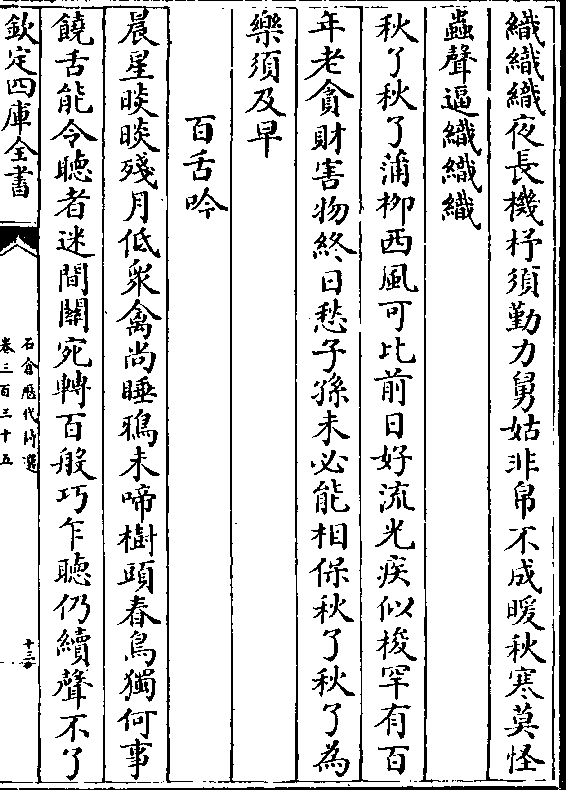 織織織夜長機杼須勤力舅姑非帛不成暖秋寒莫怪
蟲聲逼織織織
秋了秋了蒲柳西風可比前日好流光疾似梭罕有百
年老貪財害物終日愁子孫未必能相保秋了秋了為
樂須及早
百舌吟
晨星晱晱殘月低衆禽尚睡鴉未啼樹頭春鳥獨何事
饒舌能令聽者迷間關宛轉百般巧乍聽仍續聲不了
欽定四庫全書
石倉歷代詩選
卷三百三十五
十三